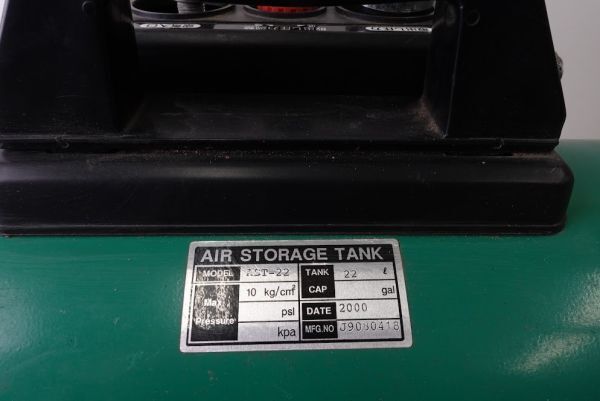 AIR STORAGE TANK
MODEL AST-22 TANK CAP 22 ℓ
gal
Max. Pressure 10 kg/cm²
psi
kpa
DATE 2000
MFG.NO J9080418